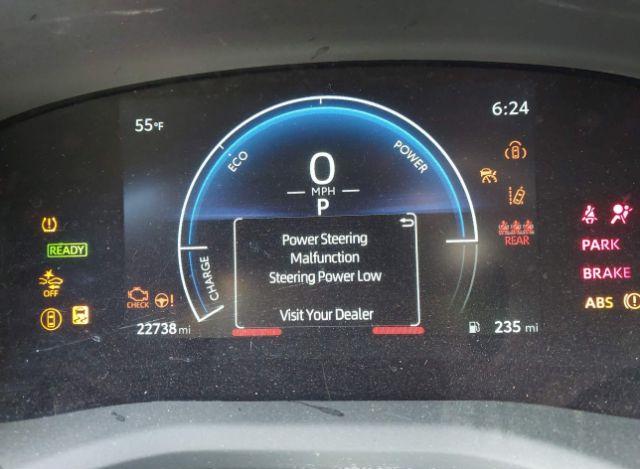 55°F
6:24
ECO
POWER
0
MPH
P
READY
Power Steering
Malfunction
Steering Power Low
Visit Your Dealer
CHARGE
REAR
PARK
BRAKE
OFF
CHECK
ABS
22738 mi
235 mi